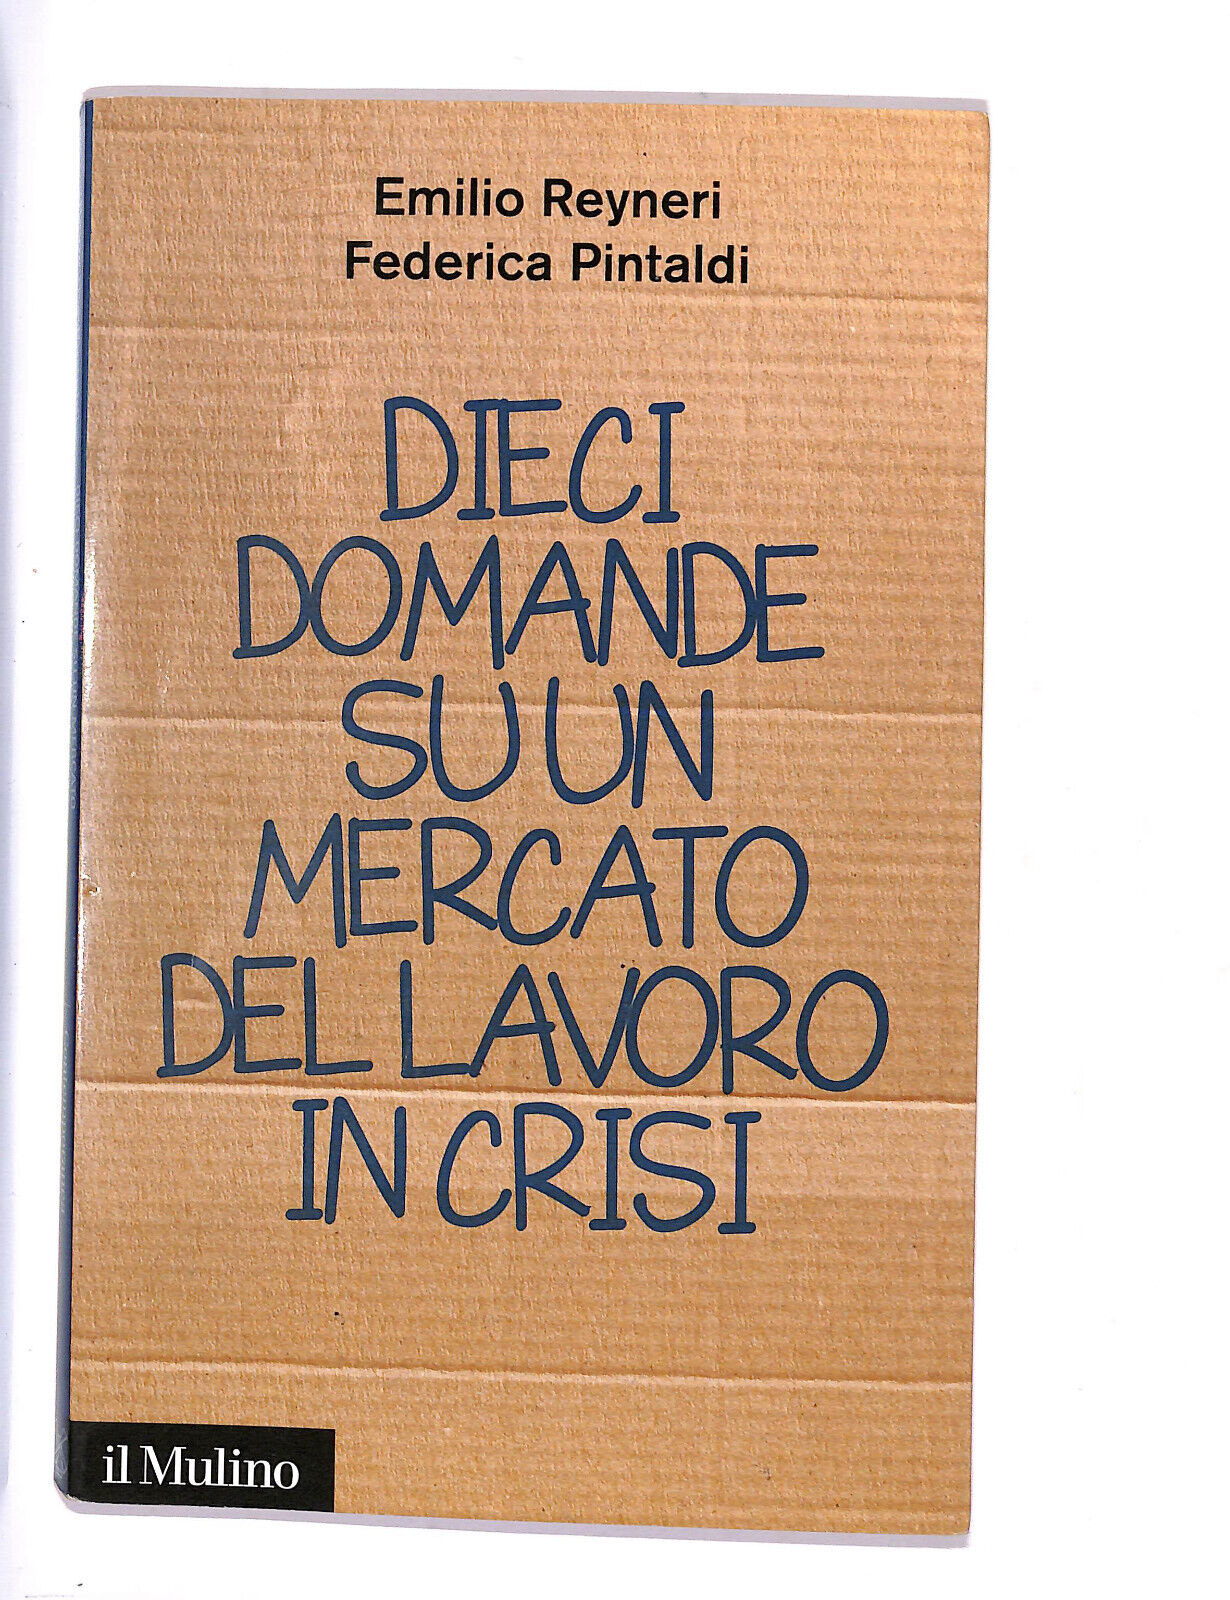 Emilio Reyneri
Federica Pintaldi
DIECI
DOMANDE
SU UN
MERCATO
DEL LAVORO
IN CRISI
il Mulino